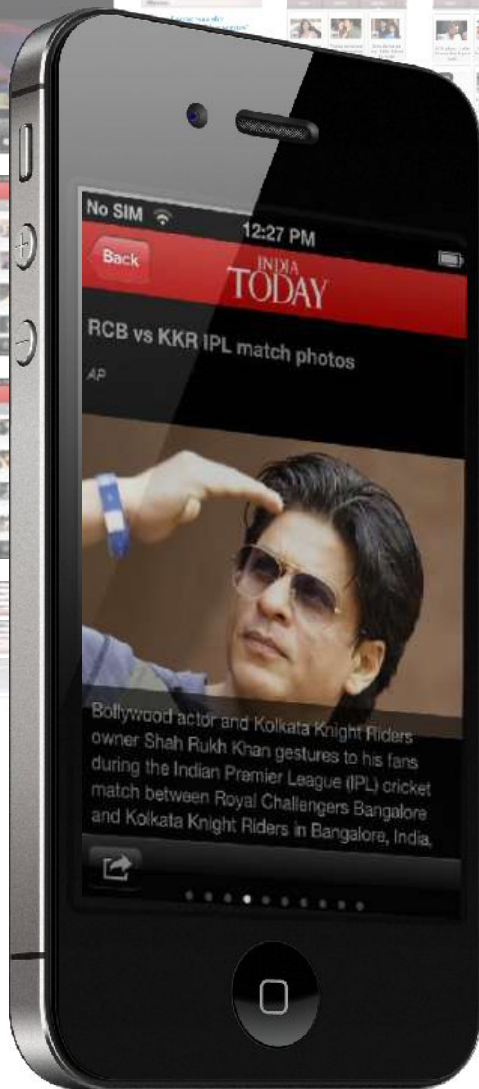 No SIM
12:27 PM
Back
INDIA
TODAY
RCB vs KKR IPL match photos
AP
Bollywood actor and Kolkata Knight Riders
owner Shah Rukh Khan gestures to his fans
during the Indian Premier League (IPL) cricket
match between Royal Challengers Bangalore
and Kolkata Knight Riders in Bangalore, India,